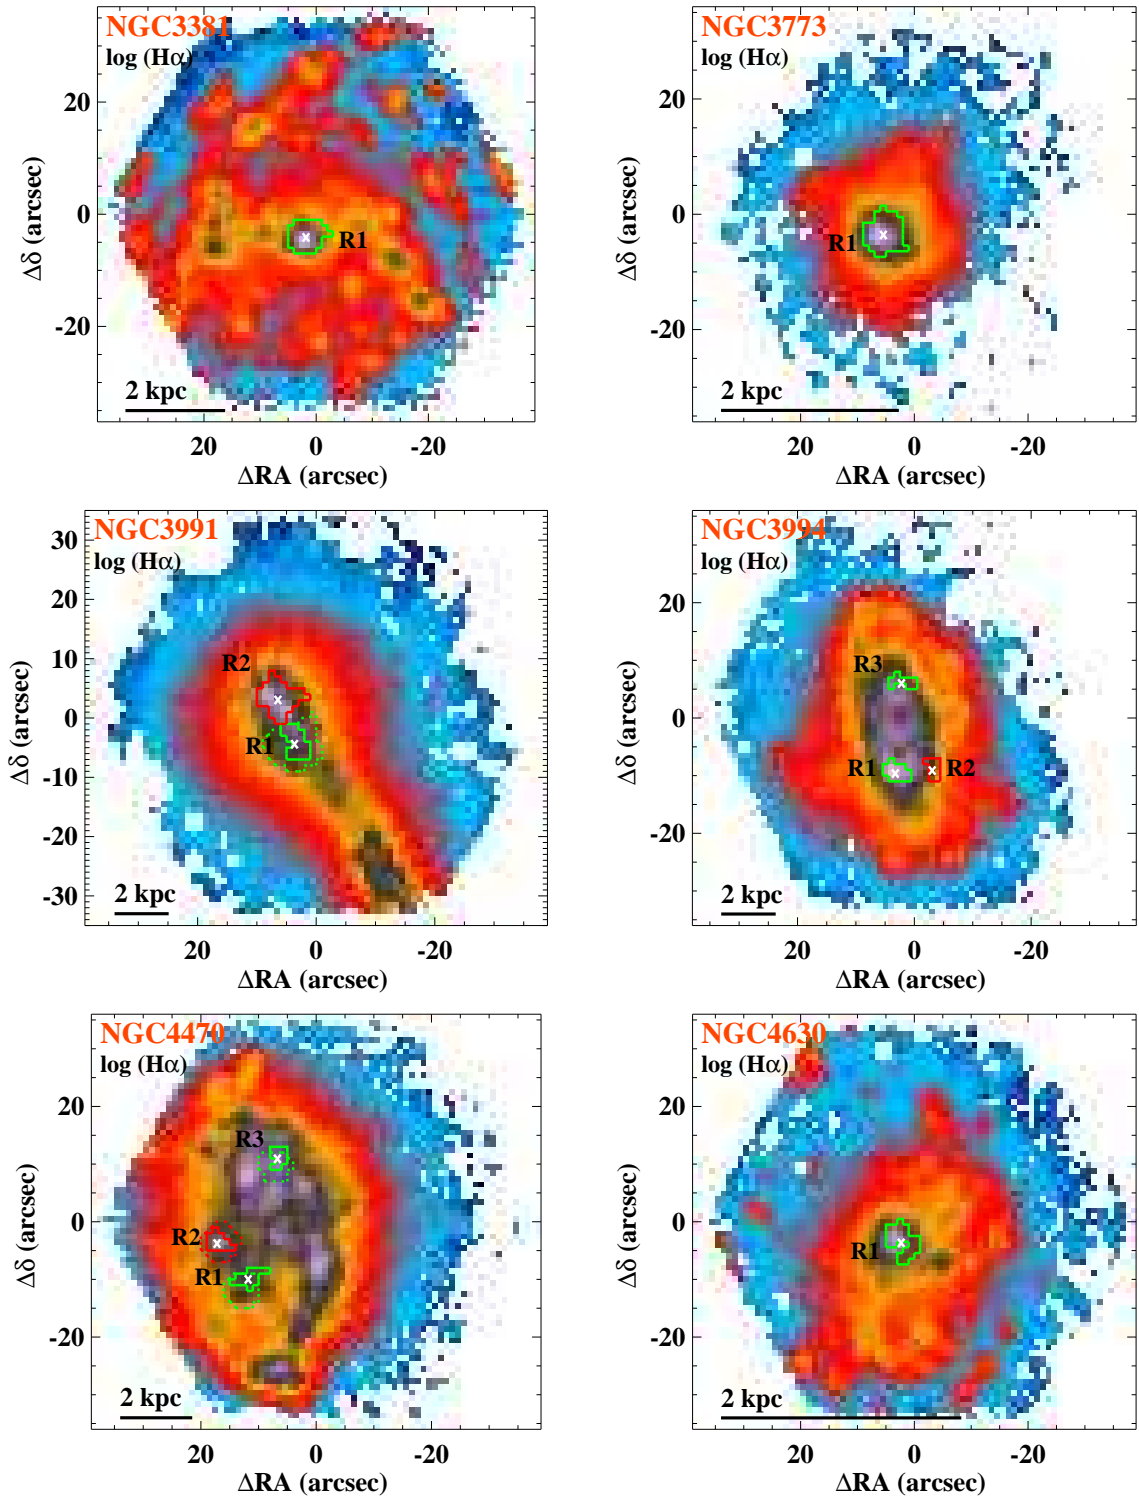 NGC3381
log (Hα)
R1
2 kpc
20
0
-20
20 0 -20
Δδ (arcsec)
ΔRA (arcsec)
NGC3773
log (Hα)
R1
2 kpc
20
0
-20
20 0 -20
Δδ (arcsec)
ΔRA (arcsec)
NGC3991
log (Hα)
R2
R1
2 kpc
30
20
10
0
-10
-20
-30
20 0 -20
Δδ (arcsec)
ΔRA (arcsec)
NGC3994
log (Hα)
R3
R1 R2
2 kpc
20
0
-20
20 0 -20
Δδ (arcsec)
ΔRA (arcsec)
NGC4470
log (Hα)
R3
R2
R1
2 kpc
20
0
-20
20 0 -20
Δδ (arcsec)
ΔRA (arcsec)
NGC4630
log (Hα)
R1
2 kpc
20
0
-20
20 0 -20
Δδ (arcsec)
ΔRA (arcsec)